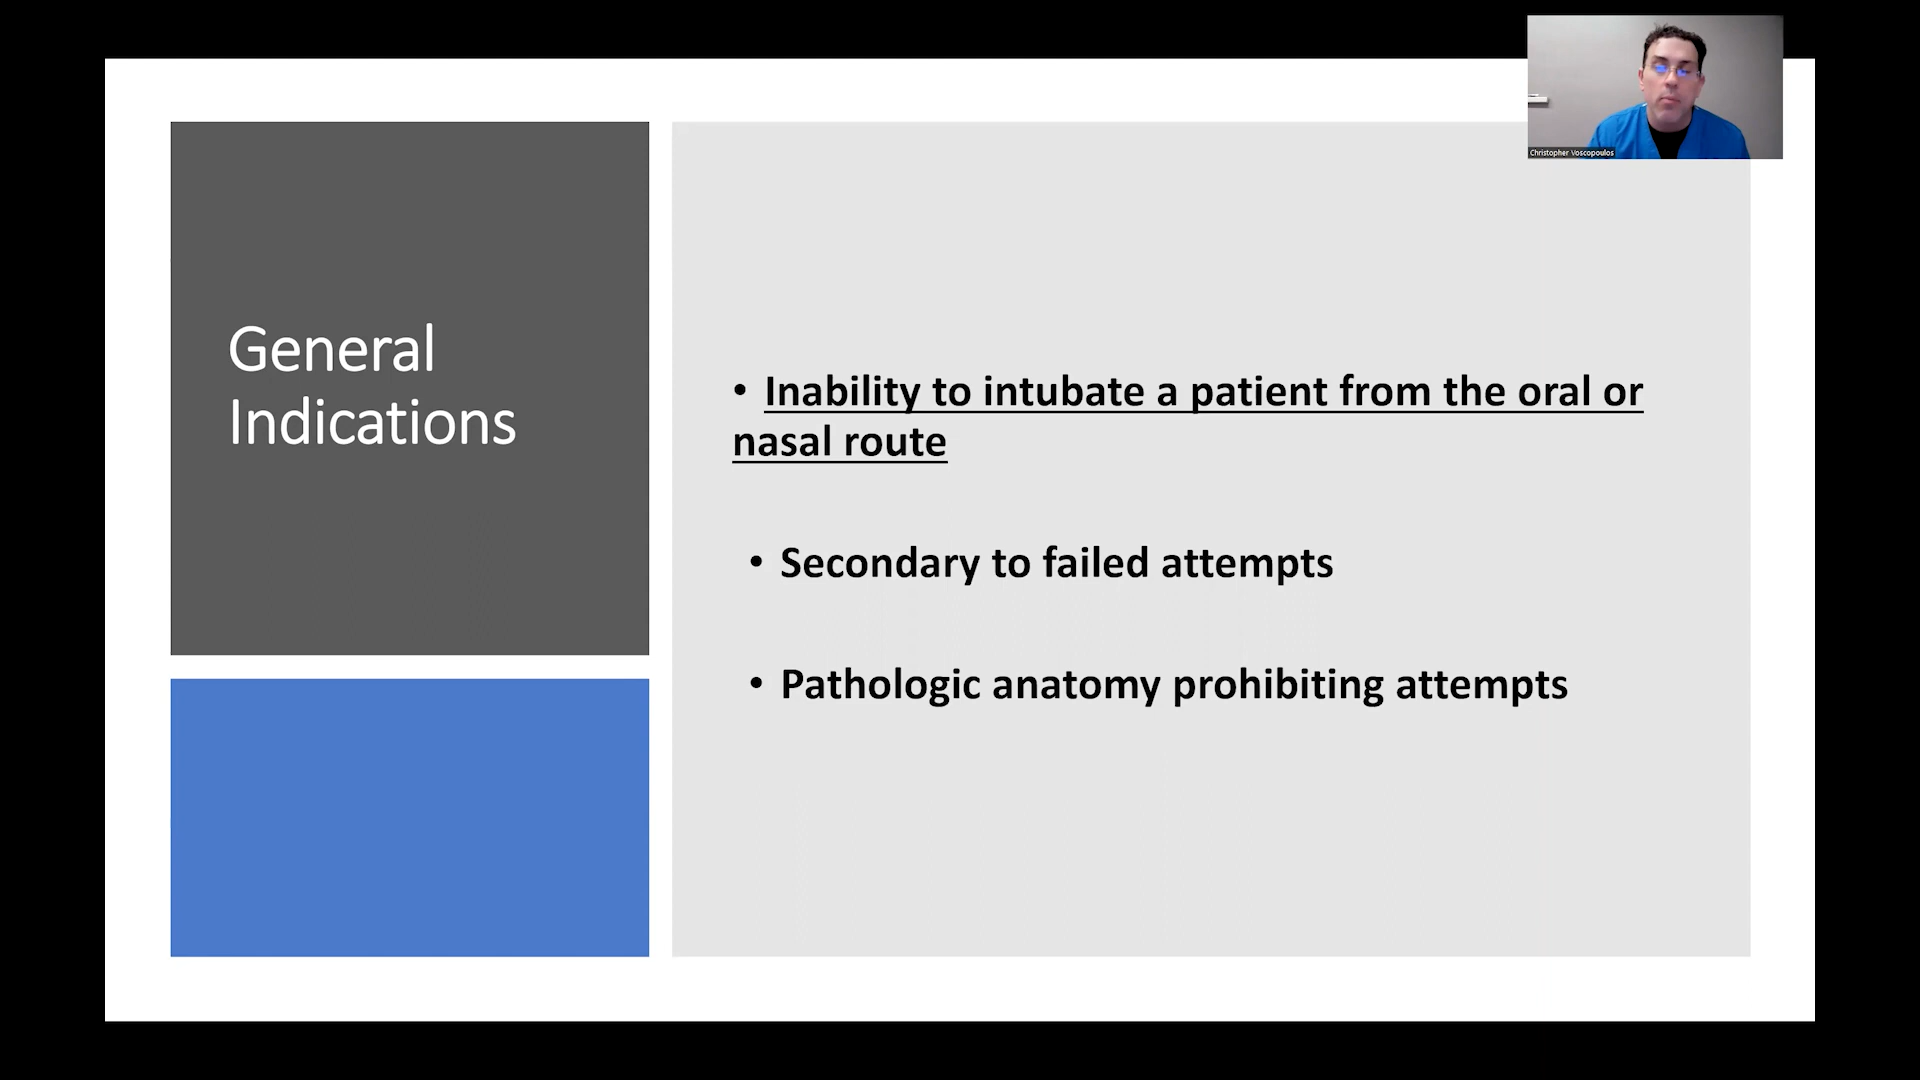 Christopher Voscopoulos
General
Indications
• Inability to intubate a patient from the oral or
nasal route
• Secondary to failed attempts
• Pathologic anatomy prohibiting attempts